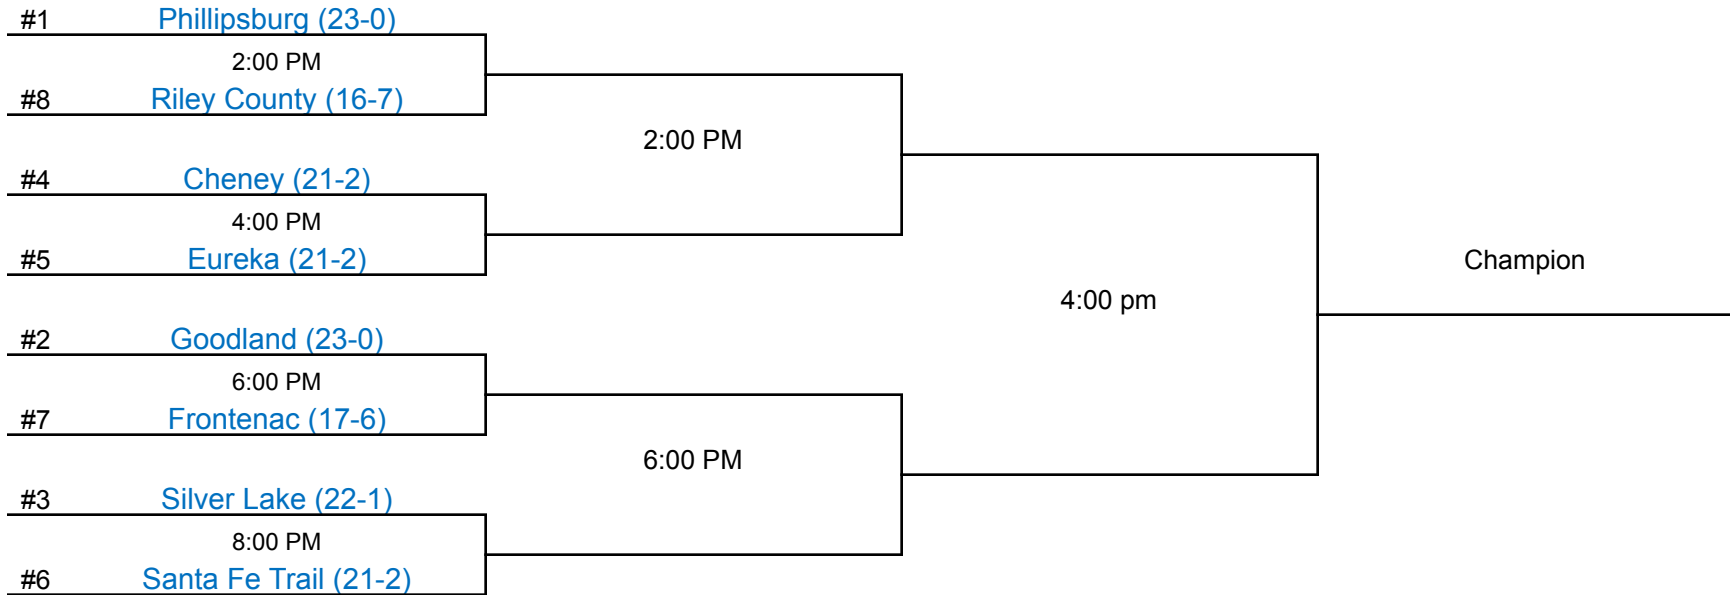 #1 Phillipsburg (23-0)
2:00 PM
#8 Riley County (16-7)
2:00 PM
#4 Cheney (21-2)
4:00 PM
#5 Eureka (21-2)
Champion
4:00 pm
#2 Goodland (23-0)
6:00 PM
#7 Frontenac (17-6)
6:00 PM
#3 Silver Lake (22-1)
8:00 PM
#6 Santa Fe Trail (21-2)